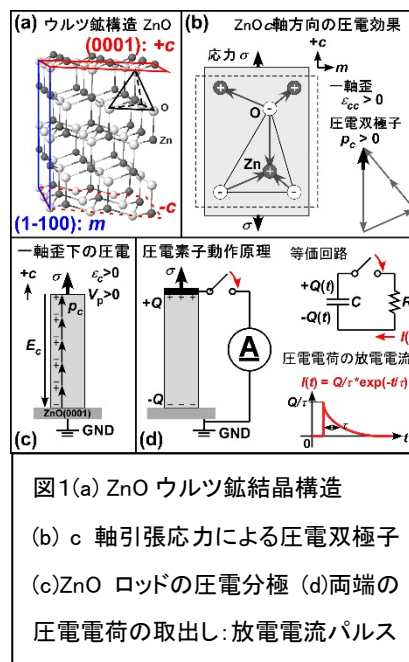 (a) ウルツ鉱構造 ZnO
(0001): +c
O
Zn
-c
(1-100): m
(b) ZnO c軸方向の圧電効果
+c
m
応力 σ
一軸歪
εcc > 0
圧電双極子
pc > 0
O
Zn
σ
一軸歪下の圧電
+c
σ
εc>0
Vp>0
pc
Ec
ZnO(0001)
(c)
GND
圧電素子動作原理
σ
+Q
A
-Q
(d)
GND
等価回路
+Q(t)
C
R
-Q(t)
I(
圧電電荷の放電電流
I(t) = Q/τ*exp(-t/τ)
Q/τ
τ
0
t
図1(a) ZnO ウルツ鉱結晶構造
(b) c 軸引張応力による圧電双極子
(c)ZnO ロッドの圧電分極 (d)両端の
圧電電荷の取出し:放電電流パルス